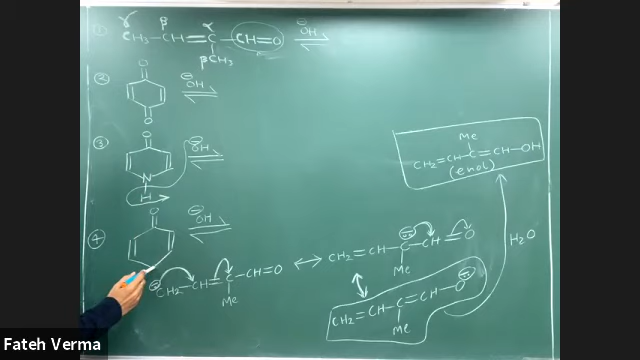 ① γ β α
CH₃—CH=C—CH=O ⊖OH ⇌
βCH₃
② O O ⊖OH ⇌
③ O N H ⊖OH ⇌
④ O ⊖OH ⇌
⊖CH₂—CH=C—CH=O ↔ CH₂=CH—C—CH=O
Me Me
CH₂=CH—C=CH—O⊖
Me
H₂O
Me
CH₂=CH—C=CH—OH
(enol)
Fateh Verma